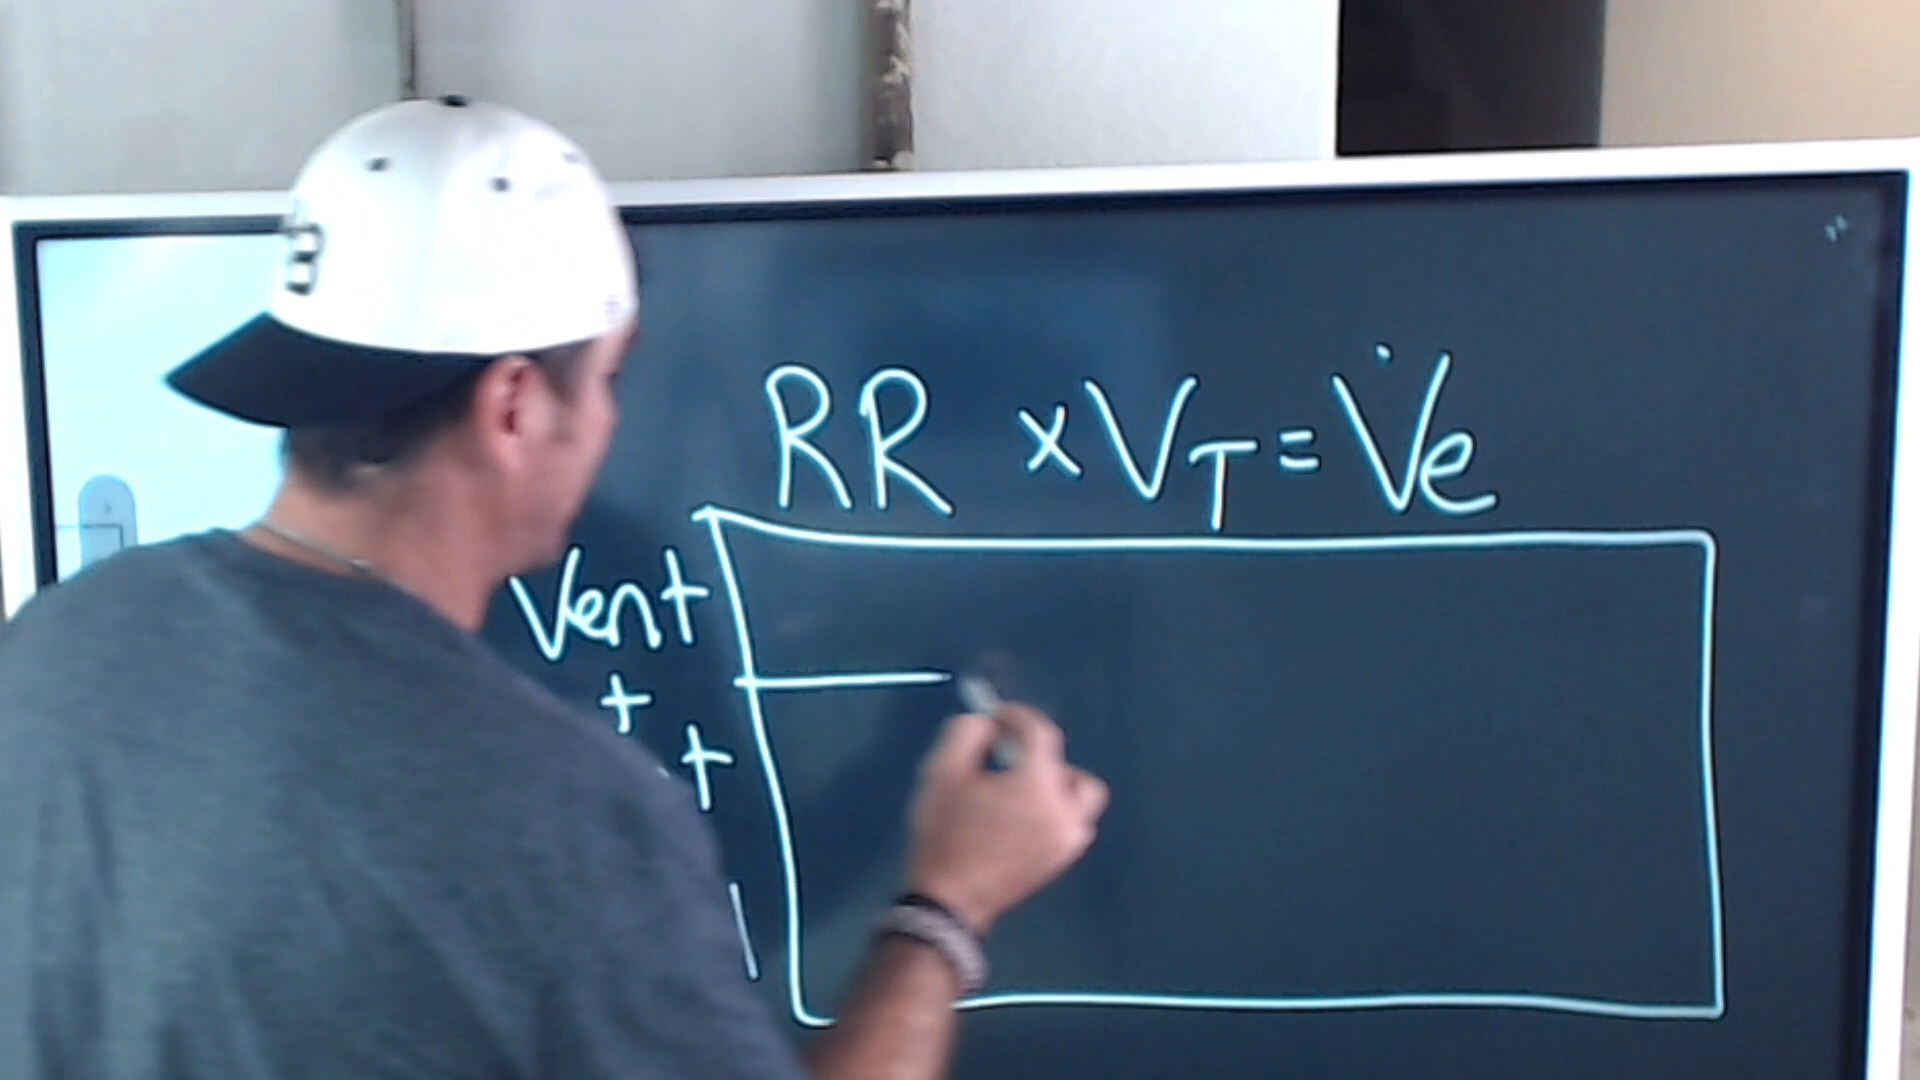 RR x VT = V̇e
Vent
+